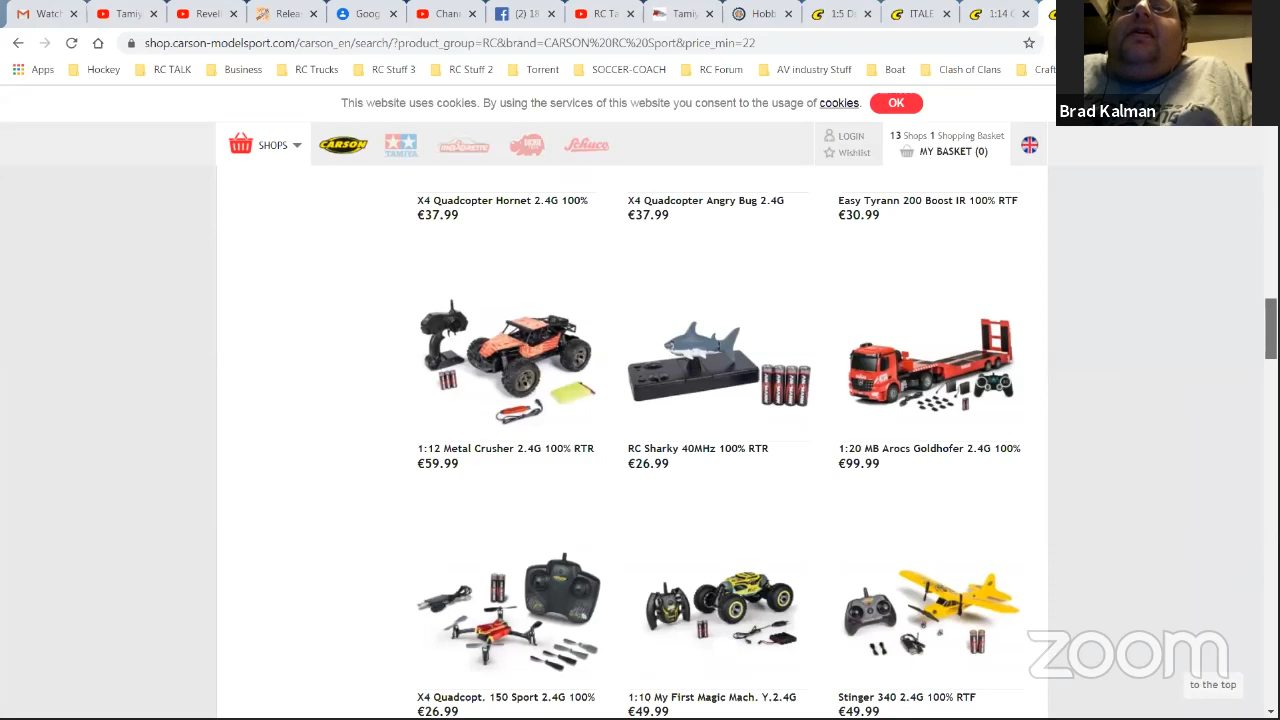 Watch
Tamiy
Revell
Releas
Goog
Chann
(2) 18
RC Ta
Tamiy
Hobb
1:5 D
ITALE
1:14 C
shop.carson-modelsport.com/carson_en/search/?product_group=RC&brand=CARSON%20RC%20Sport&price_min=22
Apps
Hockey
RC TALK
Business
RC Trucks
RC Stuff 3
RC Stuff 2
Torrent
SOCCER-COACH
RC Forum
AV industry Stuff
Boat
Clash of Clans
Craft
Brad Kalman
This website uses cookies. By using the services of this website you consent to the usage of cookies.
OK
SHOPS
CARSON
TAMIYA
Schuco
LOGIN
Wishlist
13 Shops 1 Shopping Basket
MY BASKET (0)
X4 Quadcopter Hornet 2.4G 100%
€37.99
X4 Quadcopter Angry Bug 2.4G
€37.99
Easy Tyrann 200 Boost IR 100% RTF
€30.99
1:12 Metal Crusher 2.4G 100% RTR
€59.99
RC Sharky 40MHz 100% RTR
€26.99
1:20 MB Arocs Goldhofer 2.4G 100%
€99.99
X4 Quadcopt. 150 Sport 2.4G 100%
€26.99
1:10 My First Magic Mach. Y.2.4G
€49.99
Stinger 340 2.4G 100% RTF
€49.99
zoom
to the top